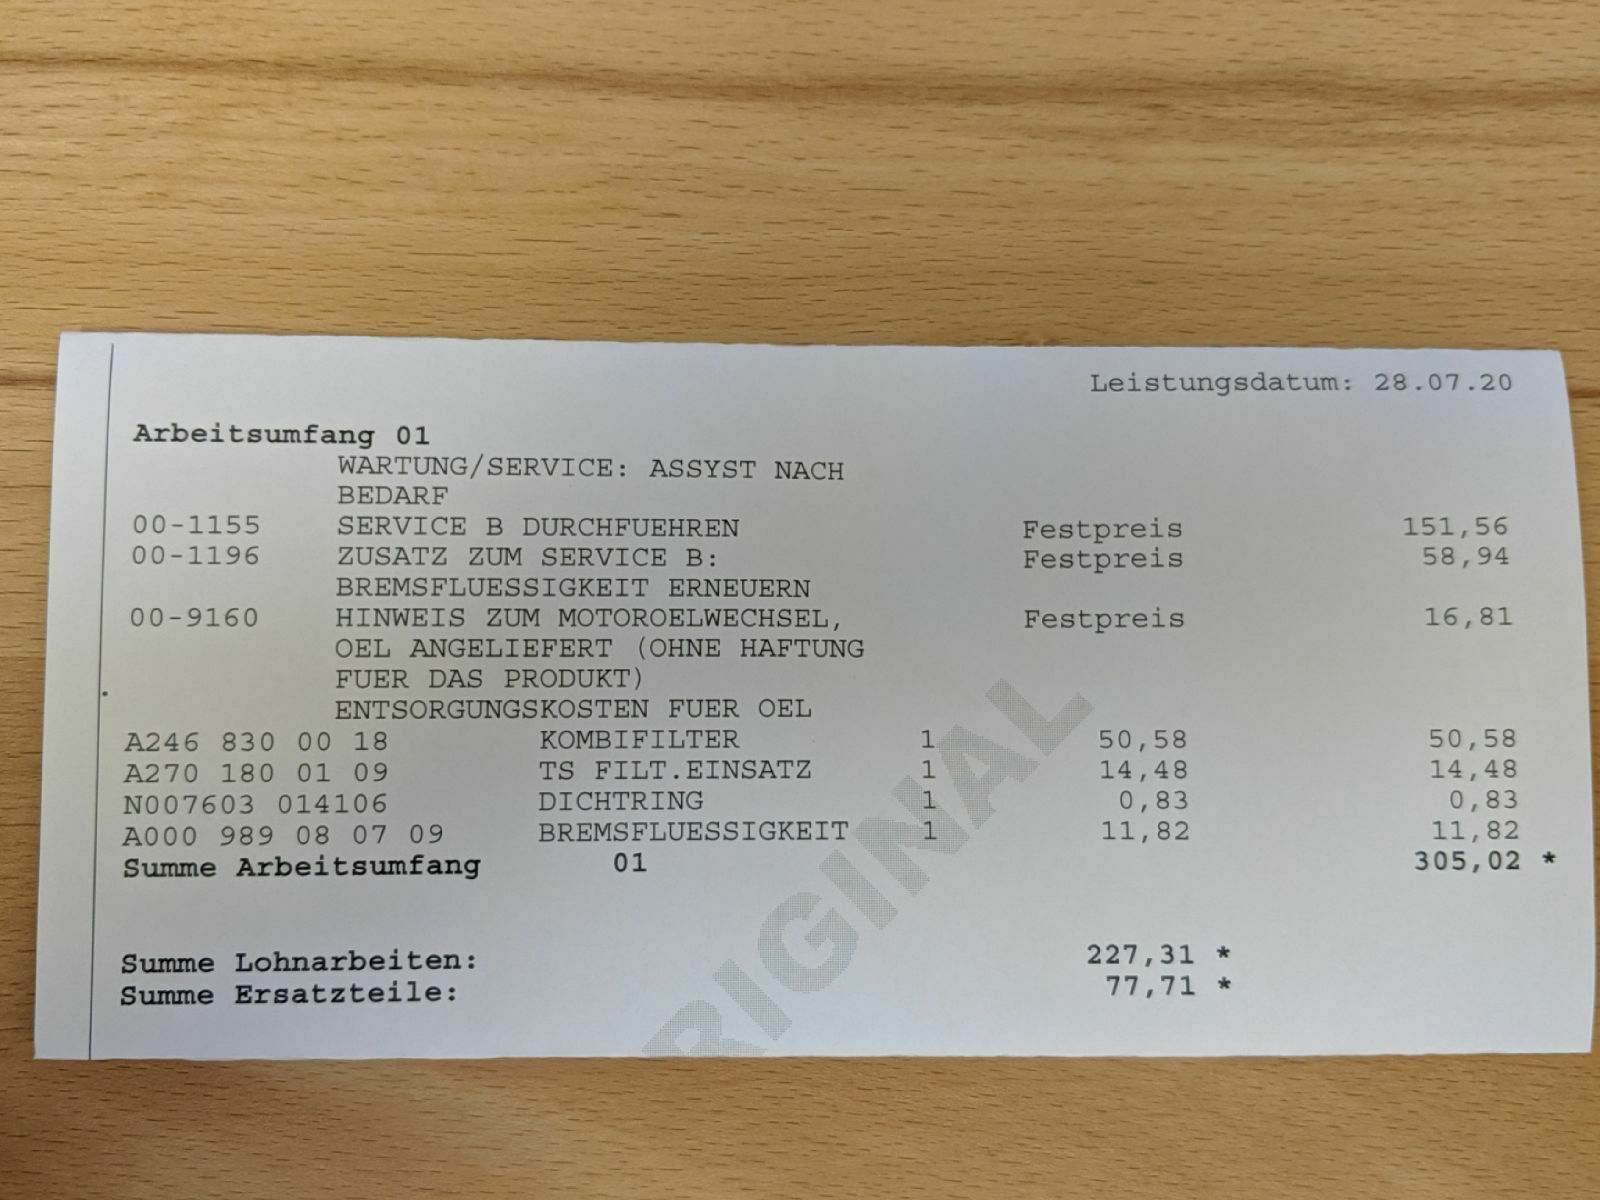 Leistungsdatum: 28.07.20
Arbeitsumfang 01
WARTUNG/SERVICE: ASSYST NACH
BEDARF
00-1155 SERVICE B DURCHFUEHREN Festpreis 151,56
00-1196 ZUSATZ ZUM SERVICE B: Festpreis 58,94
BREMSFLUESSIGKEIT ERNEUERN
00-9160 HINWEIS ZUM MOTOROELWECHSEL, Festpreis 16,81
OEL ANGELIEFERT (OHNE HAFTUNG
FUER DAS PRODUKT)
ENTSORGUNGSKOSTEN FUER OEL
A246 830 00 18 KOMBIFILTER 1 50,58 50,58
A270 180 01 09 TS FILT.EINSATZ 1 14,48 14,48
N007603 014106 DICHTRING 1 0,83 0,83
A000 989 08 07 09 BREMSFLUESSIGKEIT 1 11,82 11,82
Summe Arbeitsumfang 01 305,02 *
Summe Lohnarbeiten: 227,31 *
Summe Ersatzteile: 77,71 *
RIGINAL